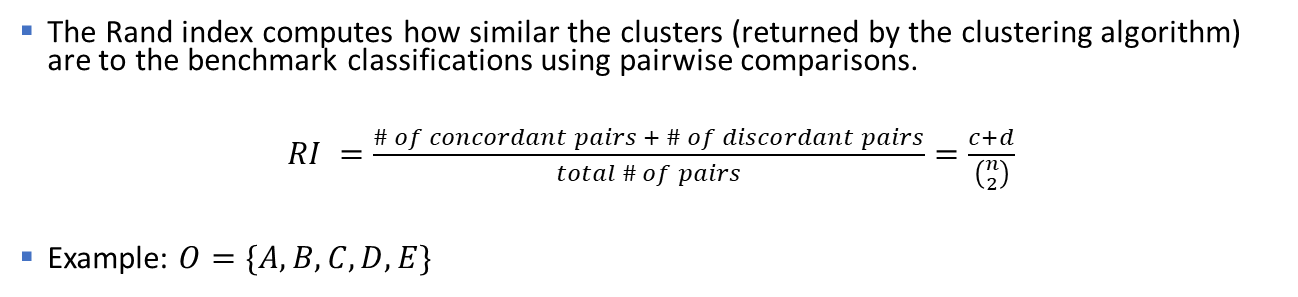 ▪ The Rand index computes how similar the clusters (returned by the clustering algorithm)
are to the benchmark classifications using pairwise comparisons.
RI = # of concordant pairs + # of discordant pairs / total # of pairs = c+d / (n 2)
▪ Example: O = {A, B, C, D, E}